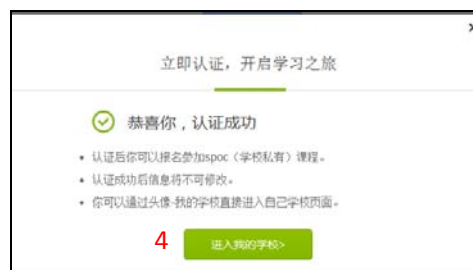 立即认证，开启学习之旅
恭喜你，认证成功
• 认证后你可以报名参加spoc（学校私有）课程。
• 认证成功后信息将不可修改。
• 你可以通过头像-我的学校直接进入自己学校页面。
4 进入我的学校>